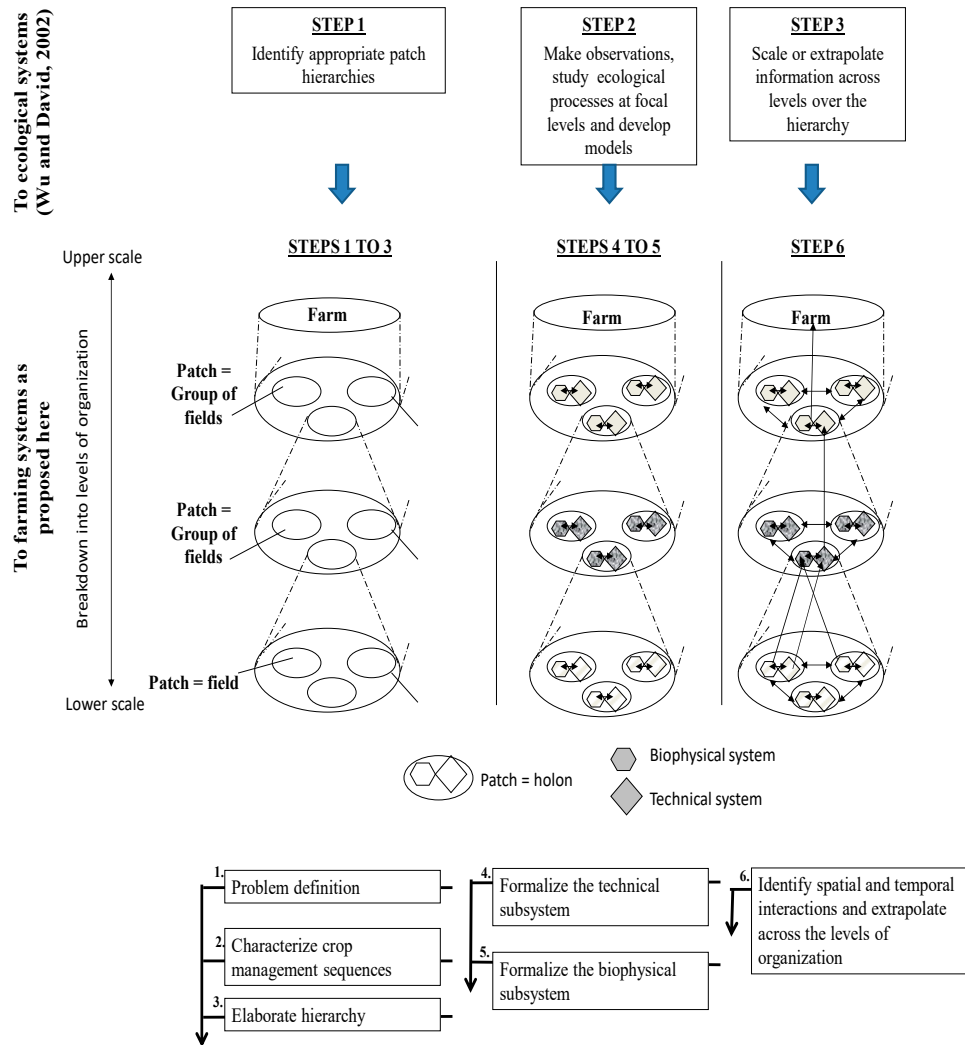 To ecological systems
(Wu and David, 2002)
STEP 1
Identify appropriate patch
hierarchies
STEP 2
Make observations,
study ecological
processes at focal
levels and develop
models
STEP 3
Scale or extrapolate
information across
levels over the
hierarchy
To farming systems as
proposed here
Upper scale
Breakdown into levels of organization
Lower scale
STEPS 1 TO 3
Farm
Patch =
Group of
fields
Patch =
Group of
fields
Patch = field
STEPS 4 TO 5
Farm
STEP 6
Farm
Patch = holon
Biophysical system
Technical system
1.
Problem definition
2.
Characterize crop
management sequences
3.
Elaborate hierarchy
4.
Formalize the technical
subsystem
5.
Formalize the biophysical
subsystem
6.
Identify spatial and temporal
interactions and extrapolate
across the levels of
organization